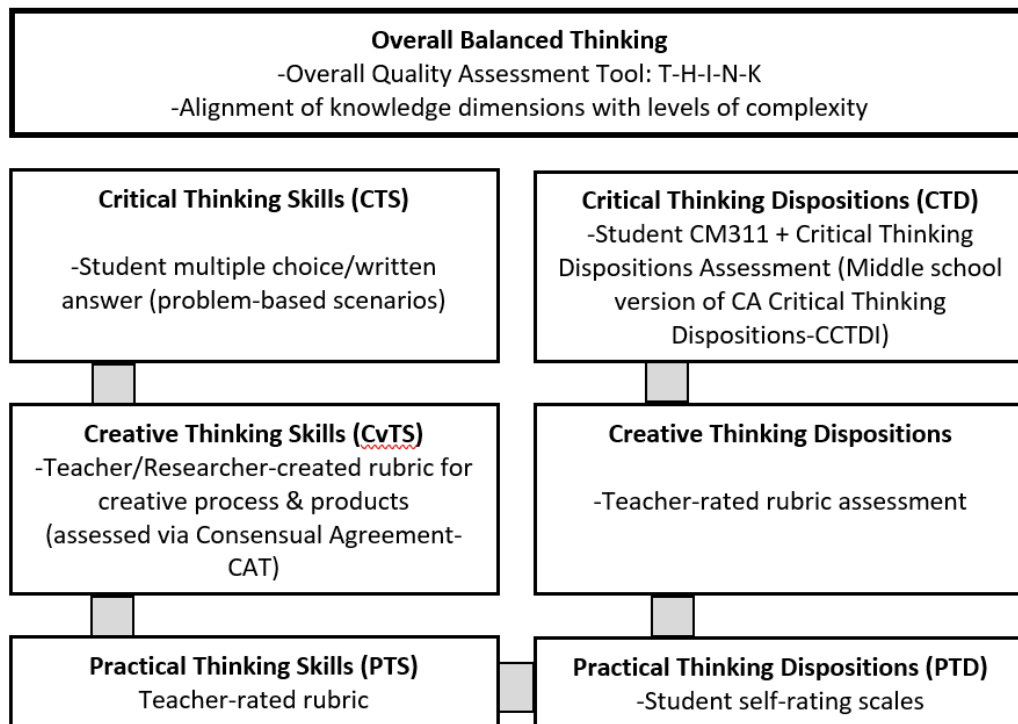 Overall Balanced Thinking
-Overall Quality Assessment Tool: T-H-I-N-K
-Alignment of knowledge dimensions with levels of complexity
Critical Thinking Skills (CTS)
-Student multiple choice/written
answer (problem-based scenarios)
Critical Thinking Dispositions (CTD)
-Student CM311 + Critical Thinking
Dispositions Assessment (Middle school
version of CA Critical Thinking
Dispositions-CCTDI)
Creative Thinking Skills (CvTS)
-Teacher/Researcher-created rubric for
creative process & products
(assessed via Consensual Agreement-
CAT)
Creative Thinking Dispositions
-Teacher-rated rubric assessment
Practical Thinking Skills (PTS)
Teacher-rated rubric
Practical Thinking Dispositions (PTD)
-Student self-rating scales